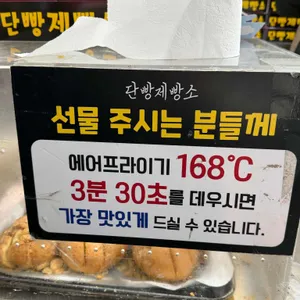 단빵제빵소
선물 주시는 분들께
에어프라이기 168℃
3분 30초를 데우시면
가장 맛있게 드실 수 있습니다.